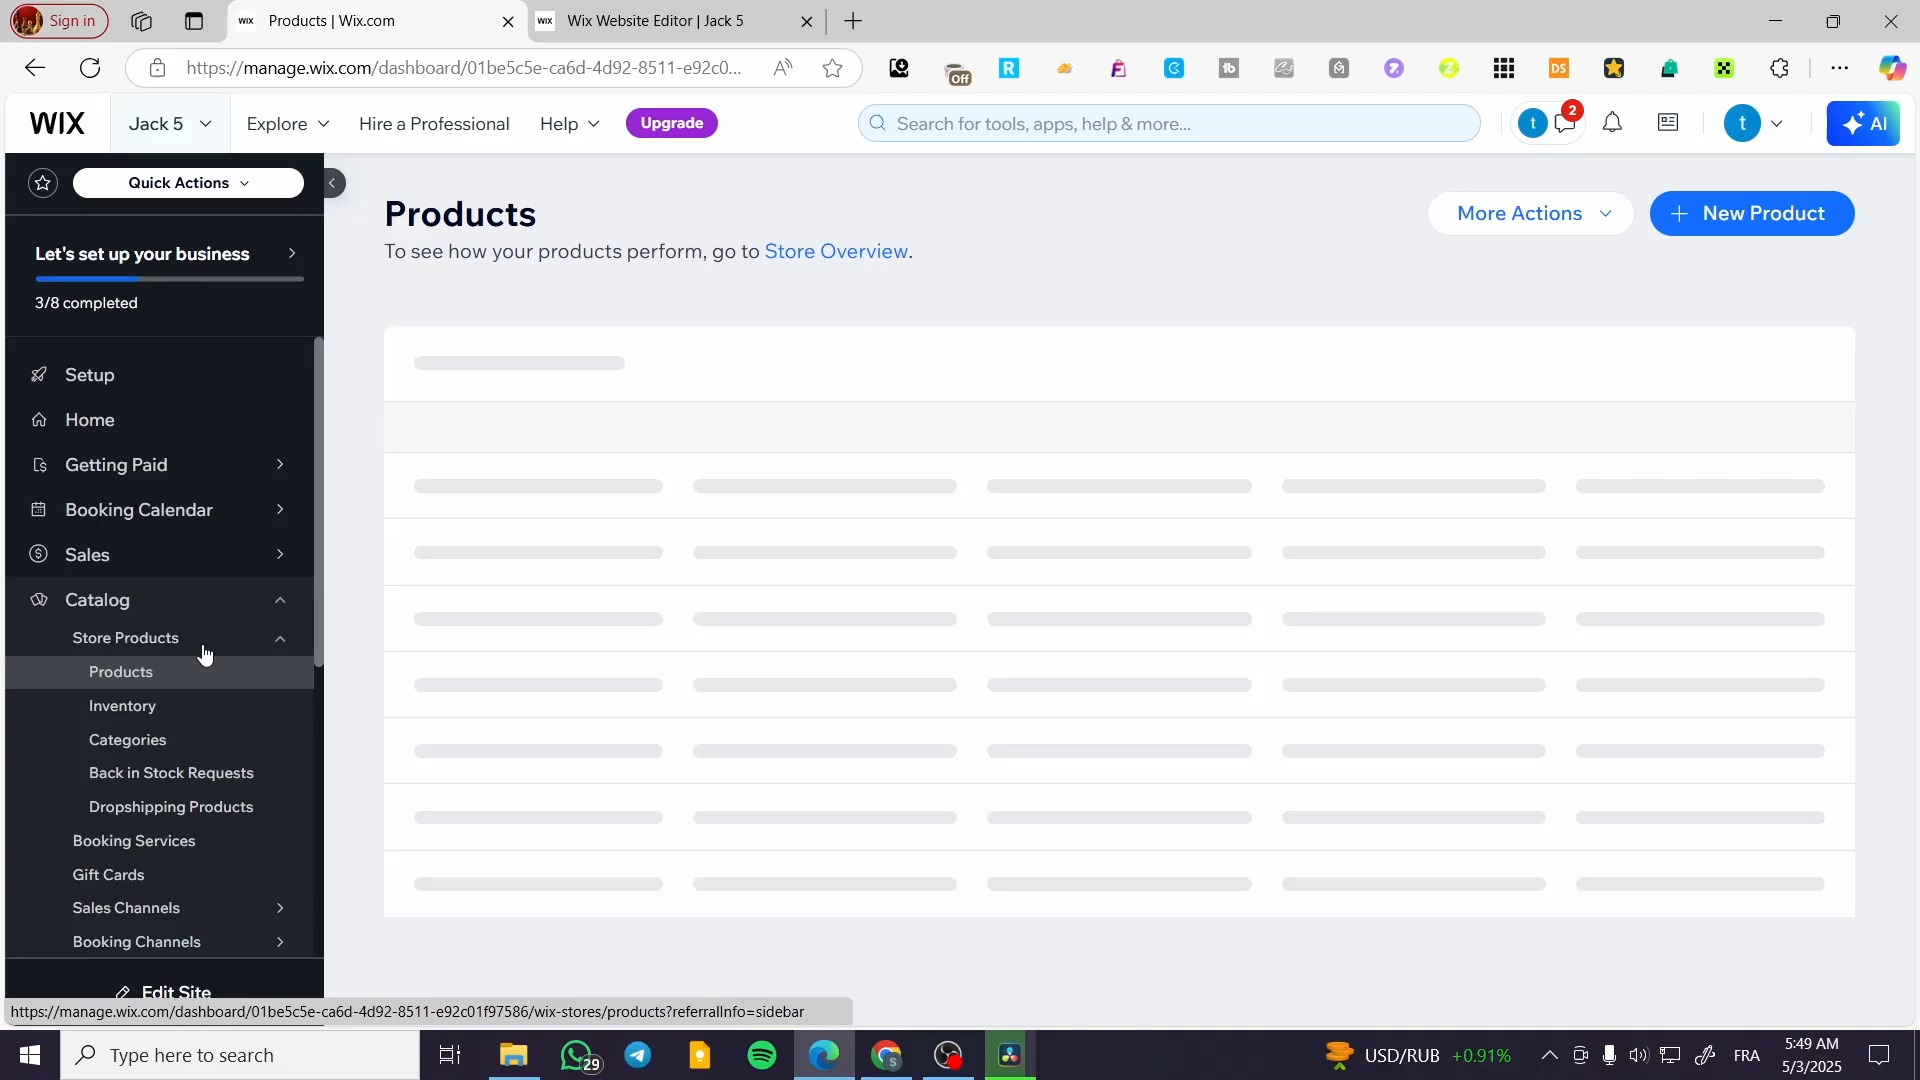 Sign in
WIX Products | Wix.com
WIX Wix Website Editor | Jack 5
https://manage.wix.com/dashboard/01be5c5e-ca6d-4d92-8511-e92c0...
Off
WIX
Jack 5
Explore
Hire a Professional
Help
Upgrade
Search for tools, apps, help & more...
t
2
t
AI
Quick Actions
Let's set up your business
3/8 completed
Setup
Home
Getting Paid
Booking Calendar
Sales
Catalog
Store Products
Products
Inventory
Categories
Back in Stock Requests
Dropshipping Products
Booking Services
Gift Cards
Sales Channels
Booking Channels
Edit Site
Products
To see how your products perform, go to Store Overview.
More Actions
+ New Product
https://manage.wix.com/dashboard/01be5c5e-ca6d-4d92-8511-e92c01f97586/wix-stores/products?referralInfo=sidebar
Type here to search
29
USD/RUB +0.91%
FRA
5:49 AM
5/3/2025